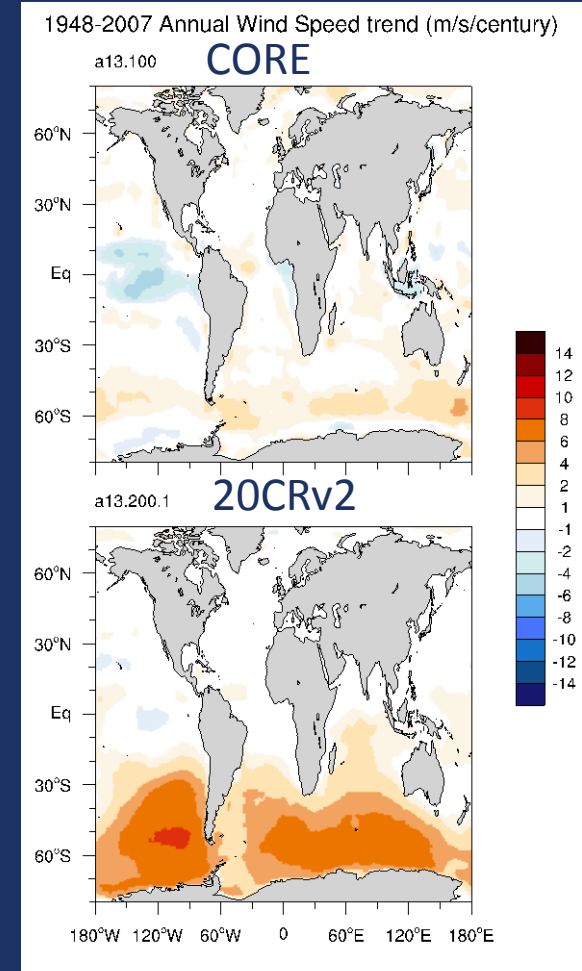 1948-2007 Annual Wind Speed trend (m/s/century)
a13.100 CORE
60°N
30°N
Eq
30°S
60°S
14
12
10
8
6
4
2
1
-1
-2
-4
-6
-8
-10
-12
-14
a13.200.1 20CRv2
60°N
30°N
Eq
30°S
60°S
180°W 120°W 60°W 0 60°E 120°E 180°E